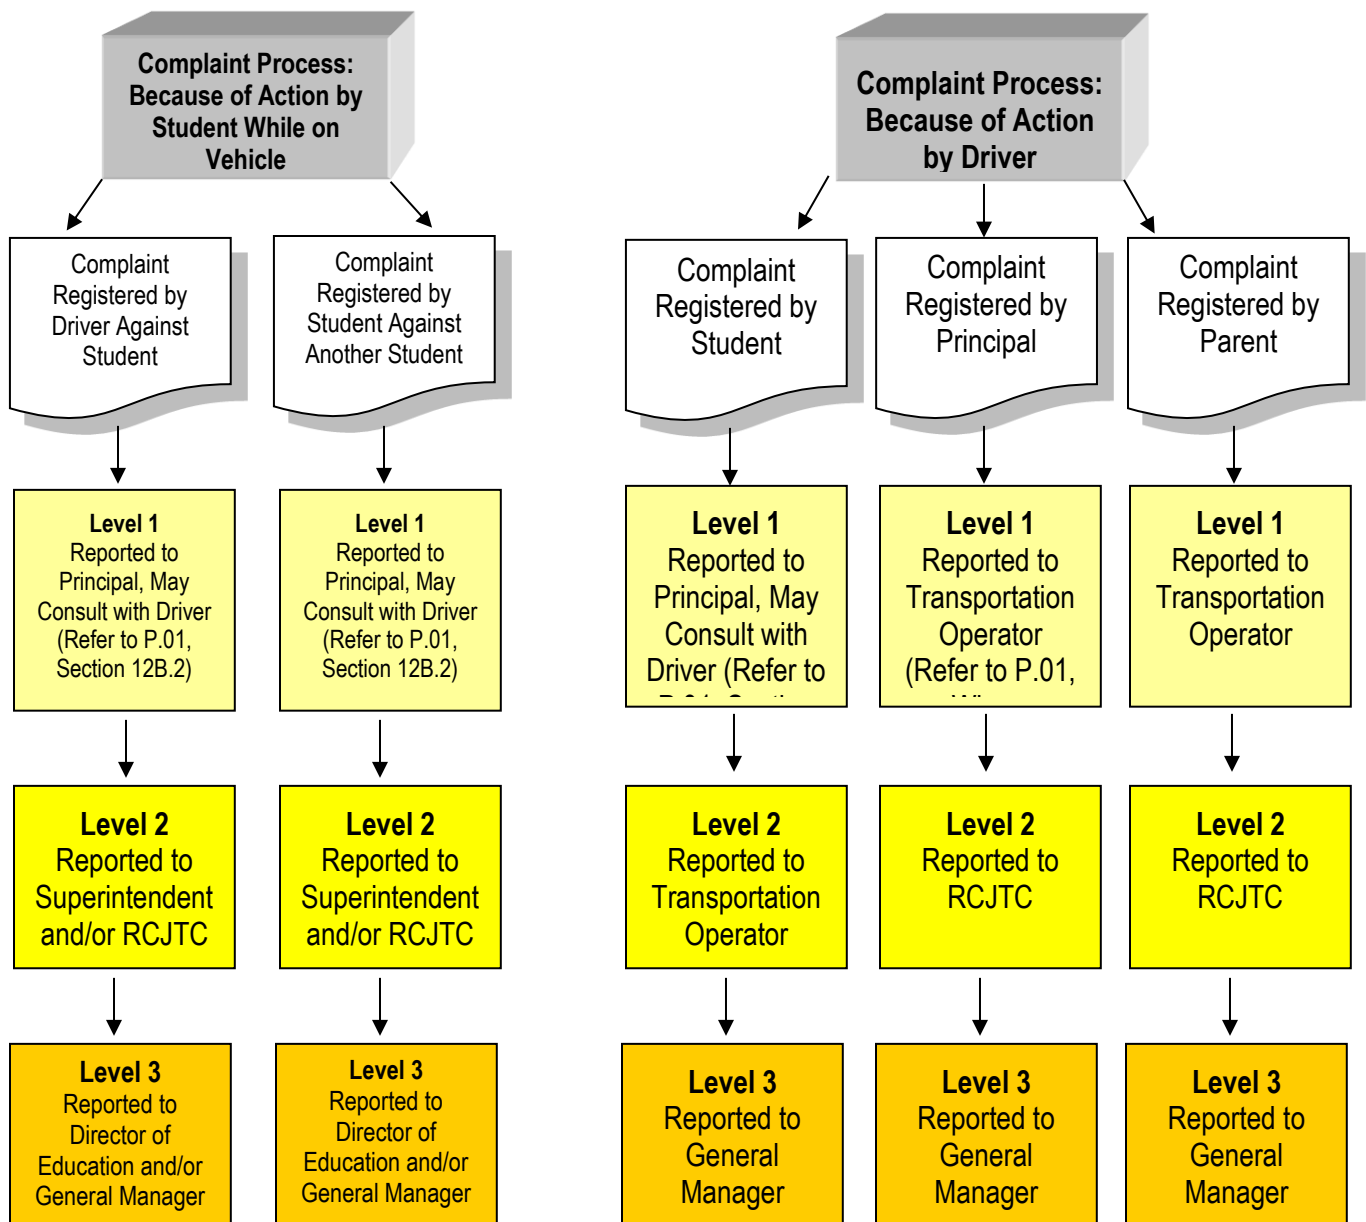 Complaint Process:
Because of Action by
Student While on
Vehicle
Complaint
Registered by
Driver Against
Student
Level 1
Reported to
Principal, May
Consult with Driver
(Refer to P.01,
Section 12B.2)
Level 2
Reported to
Superintendent
and/or RCJTC
Level 3
Reported to
Director of
Education and/or
General Manager
Complaint
Registered by
Student Against
Another Student
Level 1
Reported to
Principal, May
Consult with Driver
(Refer to P.01,
Section 12B.2)
Level 2
Reported to
Superintendent
and/or RCJTC
Level 3
Reported to
Director of
Education and/or
General Manager
Complaint Process:
Because of Action
by Driver
Complaint
Registered by
Student
Level 1
Reported to
Principal, May
Consult with
Driver (Refer to
Level 2
Reported to
Transportation
Operator
Level 3
Reported to
General
Manager
Complaint
Registered by
Principal
Level 1
Reported to
Transportation
Operator
(Refer to P.01,
Level 2
Reported to
RCJTC
Level 3
Reported to
General
Manager
Complaint
Registered by
Parent
Level 1
Reported to
Transportation
Operator
Level 2
Reported to
RCJTC
Level 3
Reported to
General
Manager